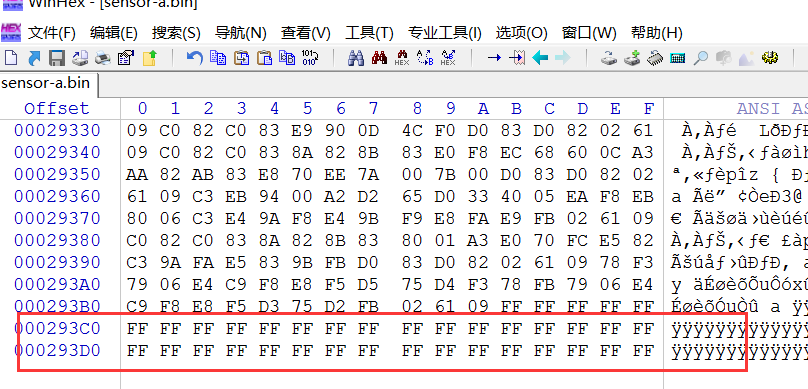 WinHex - [sensor-a.bin]
文件(F) 编辑(E) 搜索(S) 导航(N) 查看(V) 工具(T) 专业工具(I) 选项(O) 窗口(W) 帮助(H)
sensor-a.bin
Offset 0 1 2 3 4 5 6 7 8 9 A B C D E F ANSI AS
00029330 09 C0 82 C0 83 E9 90 0D 4C F0 D0 83 D0 82 02 61 À‚Àƒé LðÐƒ
00029340 09 C0 82 C0 83 8A 82 8B 83 E0 F8 EC 68 60 0C A3 À‚ÀƒŠ‚‹ƒàøìh
00029350 AA 82 AB 83 E8 70 EE 7A 00 7B 00 D0 83 D0 82 02 ª‚«ƒèpîz { Ðƒ
00029360 61 09 C3 EB 94 00 A2 D2 65 D0 33 40 05 EA F8 EB a Ãë” ¢ÒeÐ3@
00029370 80 06 C3 E4 9A F8 E4 9B F9 E8 FA E9 FB 02 61 09 € Ãäšøä›ùèúéû
00029380 C0 82 C0 83 8A 82 8B 83 80 01 A3 E0 70 FC E5 82 À‚ÀƒŠ‚‹ƒ€ £àp
00029390 C3 9A FA E5 83 9B FB D0 83 D0 82 02 61 09 78 F3 Ãšúåƒ›ûÐƒÐ‚ a
000293A0 79 06 E4 C9 F8 E8 F5 D5 75 D4 F3 78 FB 79 06 E4 y äÉøèõÕuÔóxû
000293B0 C9 F8 E8 F5 D3 75 D2 FB 02 61 09 FF FF FF FF FF ÉøèõÓuÒû a ÿÿ
000293C0 FF FF FF FF FF FF FF FF FF FF FF FF FF FF FF FF ÿÿÿÿÿÿÿÿÿÿÿÿÿ
000293D0 FF FF FF FF FF FF FF FF FF FF FF FF FF FF FF FF ÿÿÿÿÿÿÿÿÿÿÿÿÿ